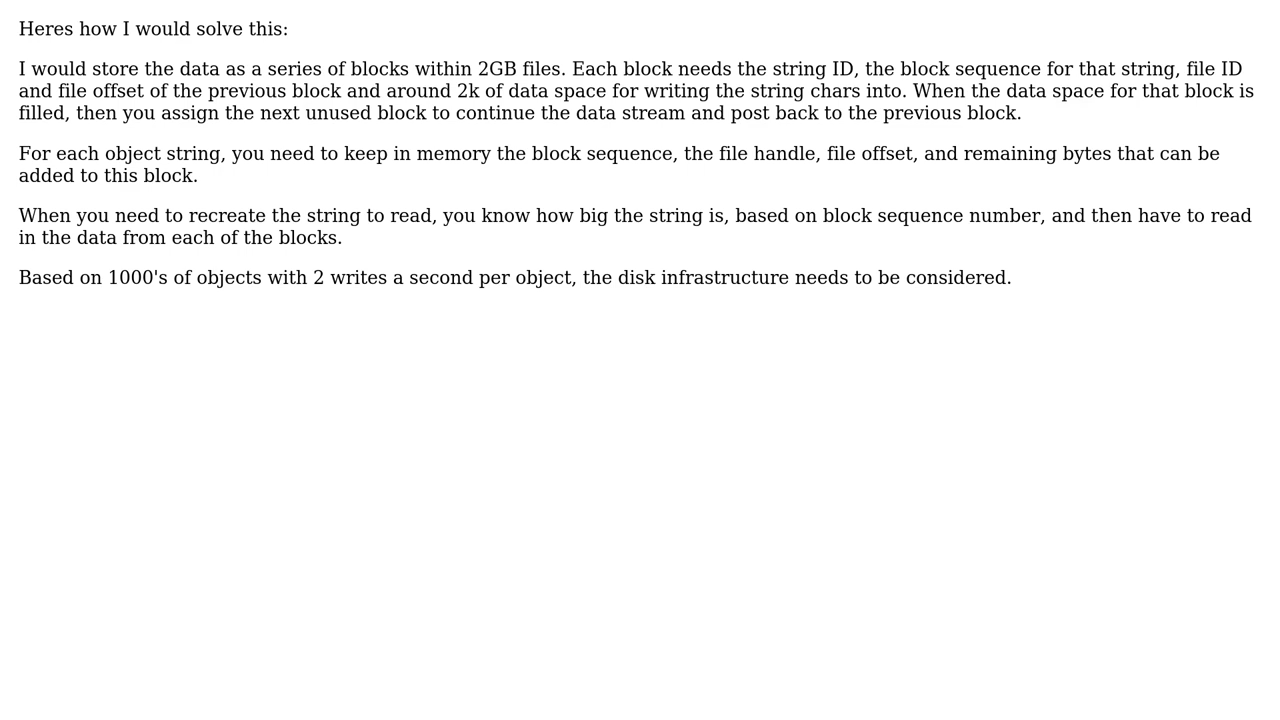 Heres how I would solve this:
I would store the data as a series of blocks within 2GB files. Each block needs the string ID, the block sequence for that string, file ID
and file offset of the previous block and around 2k of data space for writing the string chars into. When the data space for that block is
filled, then you assign the next unused block to continue the data stream and post back to the previous block.
For each object string, you need to keep in memory the block sequence, the file handle, file offset, and remaining bytes that can be
added to this block.
When you need to recreate the string to read, you know how big the string is, based on block sequence number, and then have to read
in the data from each of the blocks.
Based on 1000's of objects with 2 writes a second per object, the disk infrastructure needs to be considered.